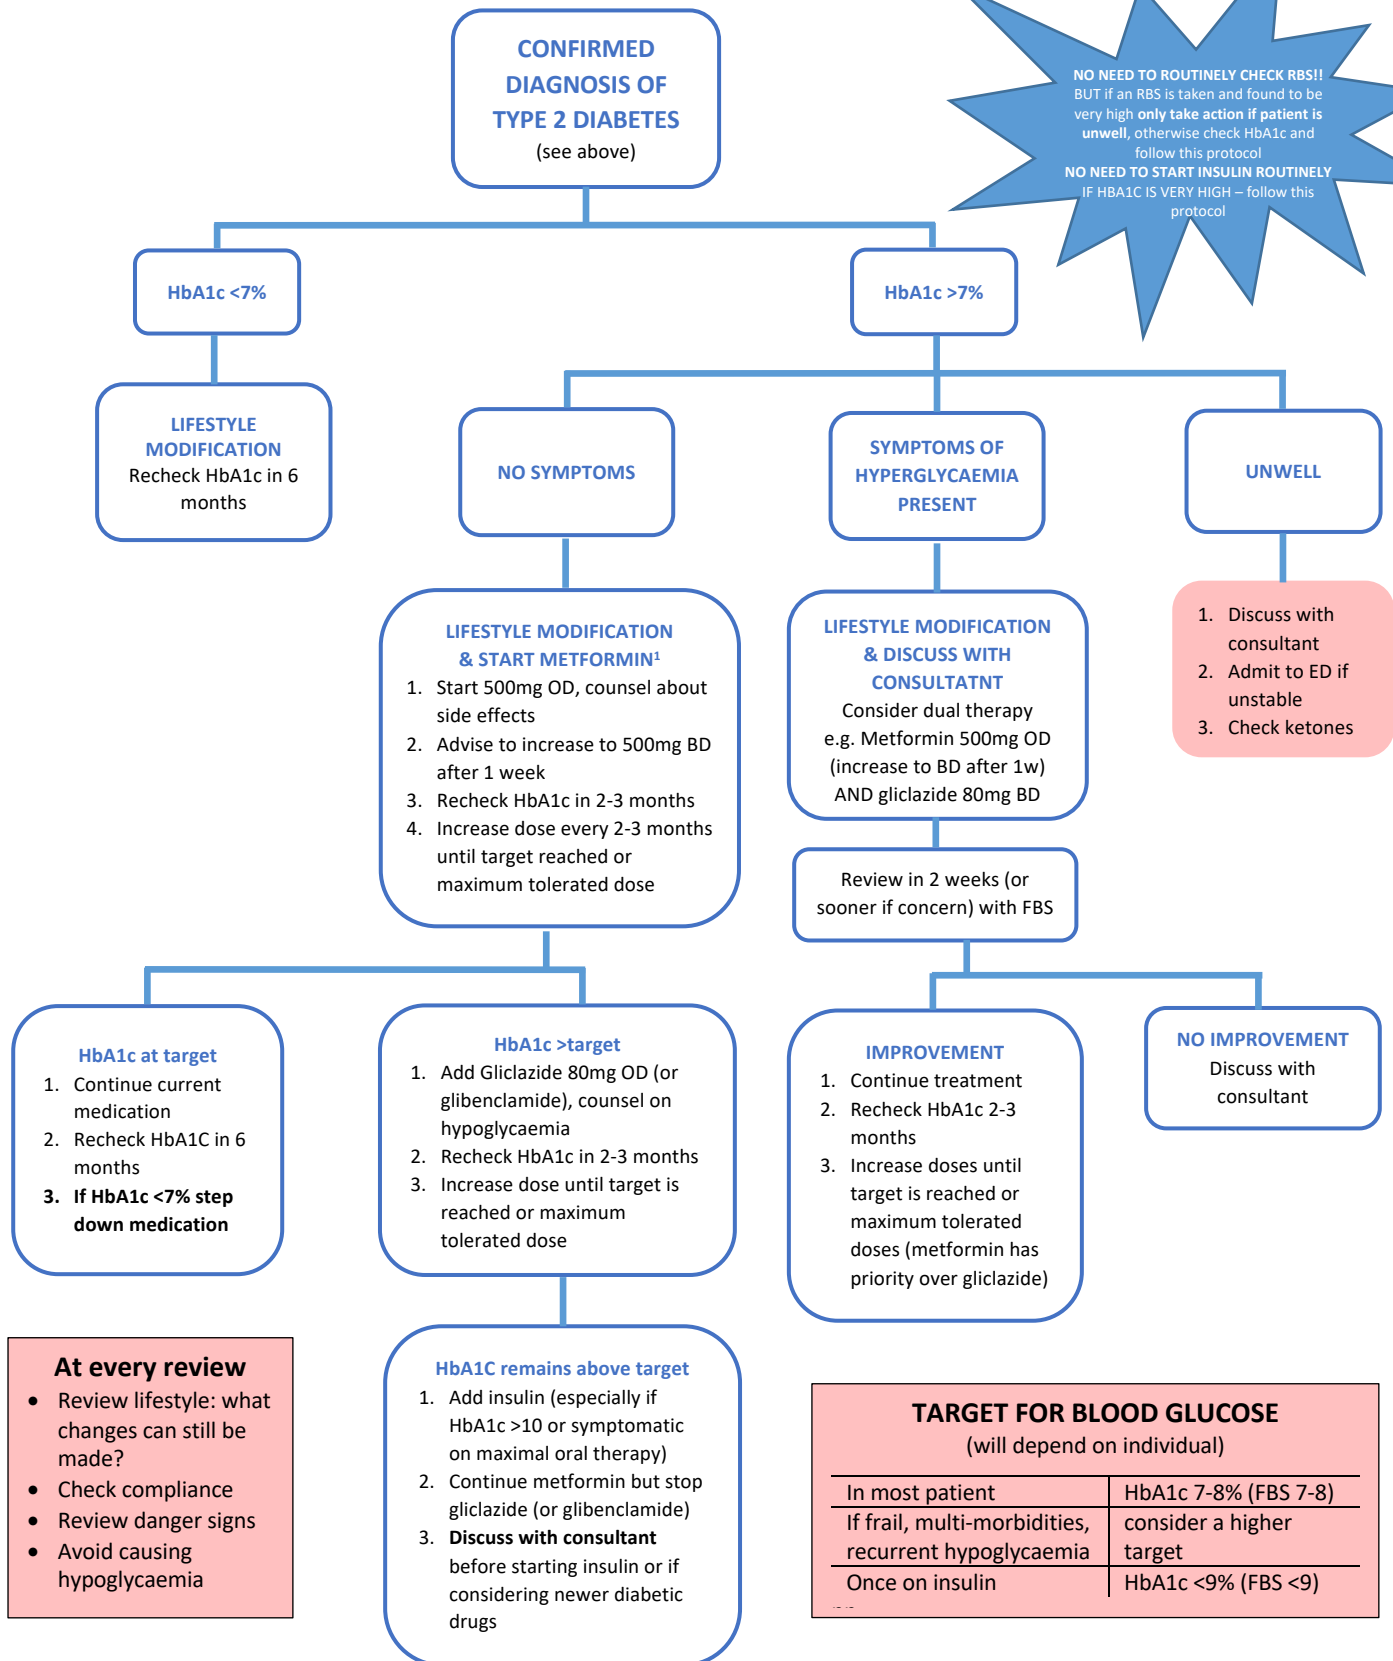 CONFIRMED
DIAGNOSIS OF
TYPE 2 DIABETES
(see above)
NO NEED TO ROUTINELY CHECK RBS!!
BUT if an RBS is taken and found to be
very high only take action if patient is
unwell, otherwise check HbA1c and
follow this protocol
NO NEED TO START INSULIN ROUTINELY
IF HBA1C IS VERY HIGH – follow this
protocol
HbA1c <7%
HbA1c >7%
LIFESTYLE
MODIFICATION
Recheck HbA1c in 6
months
NO SYMPTOMS
SYMPTOMS OF
HYPERGLYCAEMIA
PRESENT
UNWELL
LIFESTYLE MODIFICATION
& START METFORMIN¹
1. Start 500mg OD, counsel about
side effects
2. Advise to increase to 500mg BD
after 1 week
3. Recheck HbA1c in 2-3 months
4. Increase dose every 2-3 months
until target reached or
maximum tolerated dose
LIFESTYLE MODIFICATION
& DISCUSS WITH
CONSULTATNT
Consider dual therapy
e.g. Metformin 500mg OD
(increase to BD after 1w)
AND gliclazide 80mg BD
1. Discuss with
consultant
2. Admit to ED if
unstable
3. Check ketones
Review in 2 weeks (or
sooner if concern) with FBS
HbA1c at target
1. Continue current
medication
2. Recheck HbA1C in 6
months
3. If HbA1c <7% step
down medication
HbA1c >target
1. Add Gliclazide 80mg OD (or
glibenclamide), counsel on
hypoglycaemia
2. Recheck HbA1c in 2-3 months
3. Increase dose until target is
reached or maximum
tolerated dose
IMPROVEMENT
1. Continue treatment
2. Recheck HbA1c 2-3
months
3. Increase doses until
target is reached or
maximum tolerated
doses (metformin has
priority over gliclazide)
NO IMPROVEMENT
Discuss with
consultant
At every review
• Review lifestyle: what
changes can still be
made?
• Check compliance
• Review danger signs
• Avoid causing
hypoglycaemia
HbA1C remains above target
1. Add insulin (especially if
HbA1c >10 or symptomatic
on maximal oral therapy)
2. Continue metformin but stop
gliclazide (or glibenclamide)
3. Discuss with consultant
before starting insulin or if
considering newer diabetic
drugs
TARGET FOR BLOOD GLUCOSE
(will depend on individual)
In most patient HbA1c 7-8% (FBS 7-8)
If frail, multi-morbidities, consider a higher
recurrent hypoglycaemia target
Once on insulin HbA1c <9% (FBS <9)